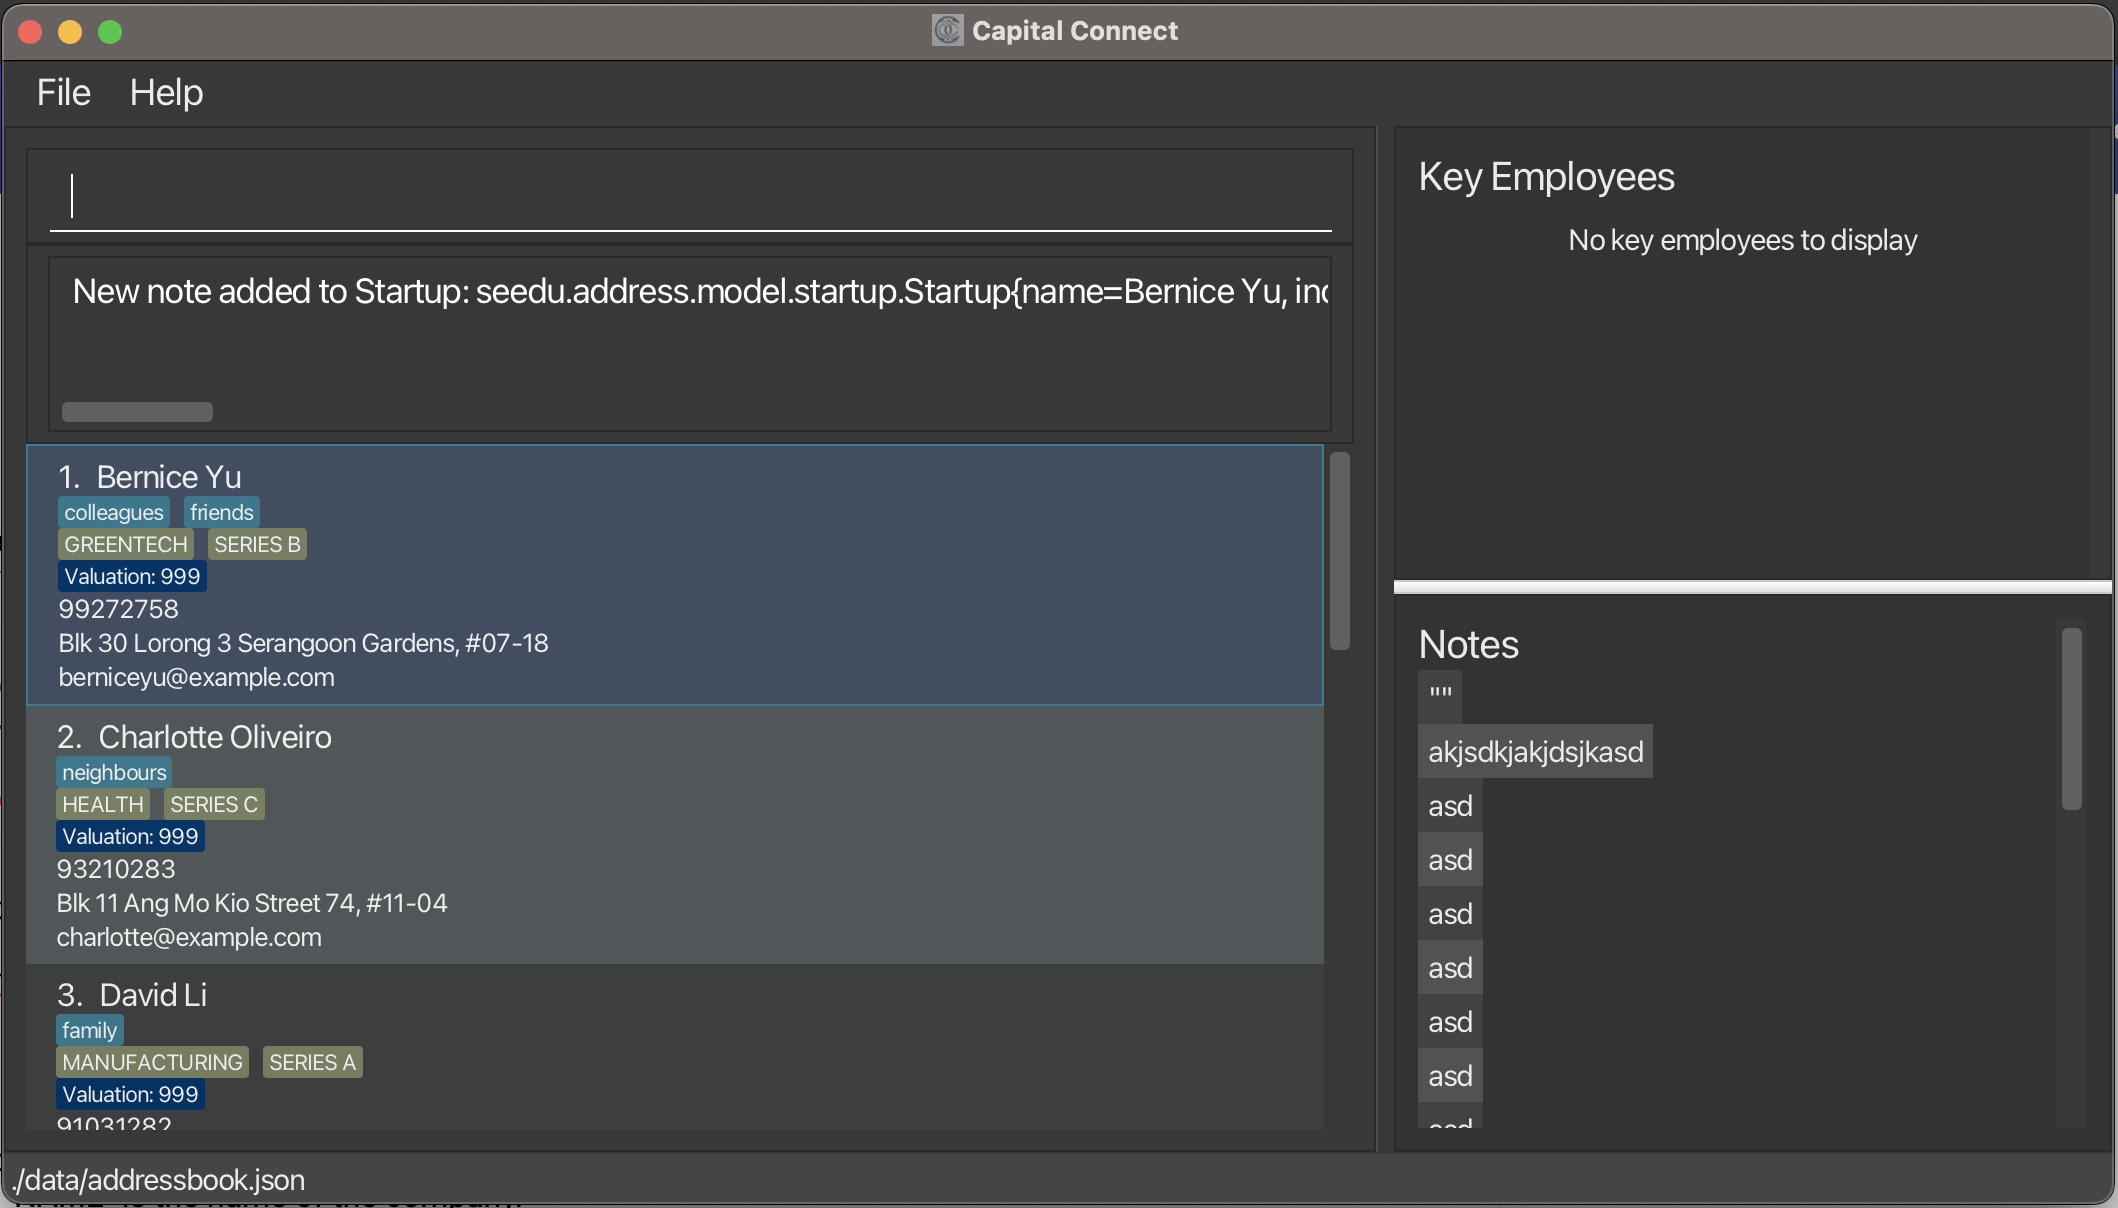 Capital Connect
File Help
New note added to Startup: seedu.address.model.startup.Startup{name=Bernice Yu,
1. Bernice Yu
colleagues friends
GREENTECH SERIES B
Valuation: 999
99272758
Blk 30 Lorong 3 Serangoon Gardens, #07-18
berniceyu@example.com
2. Charlotte Oliveiro
neighbours
HEALTH SERIES C
Valuation: 999
93210283
Blk 11 Ang Mo Kio Street 74, #11-04
charlotte@example.com
3. David Li
family
MANUFACTURING SERIES A
Valuation: 999
91031282
Key Employees
No key employees to display
Notes
""
akjsdkjakjdsjkasd
asd
asd
asd
asd
asd
asd
asd
./data/addressbook.json